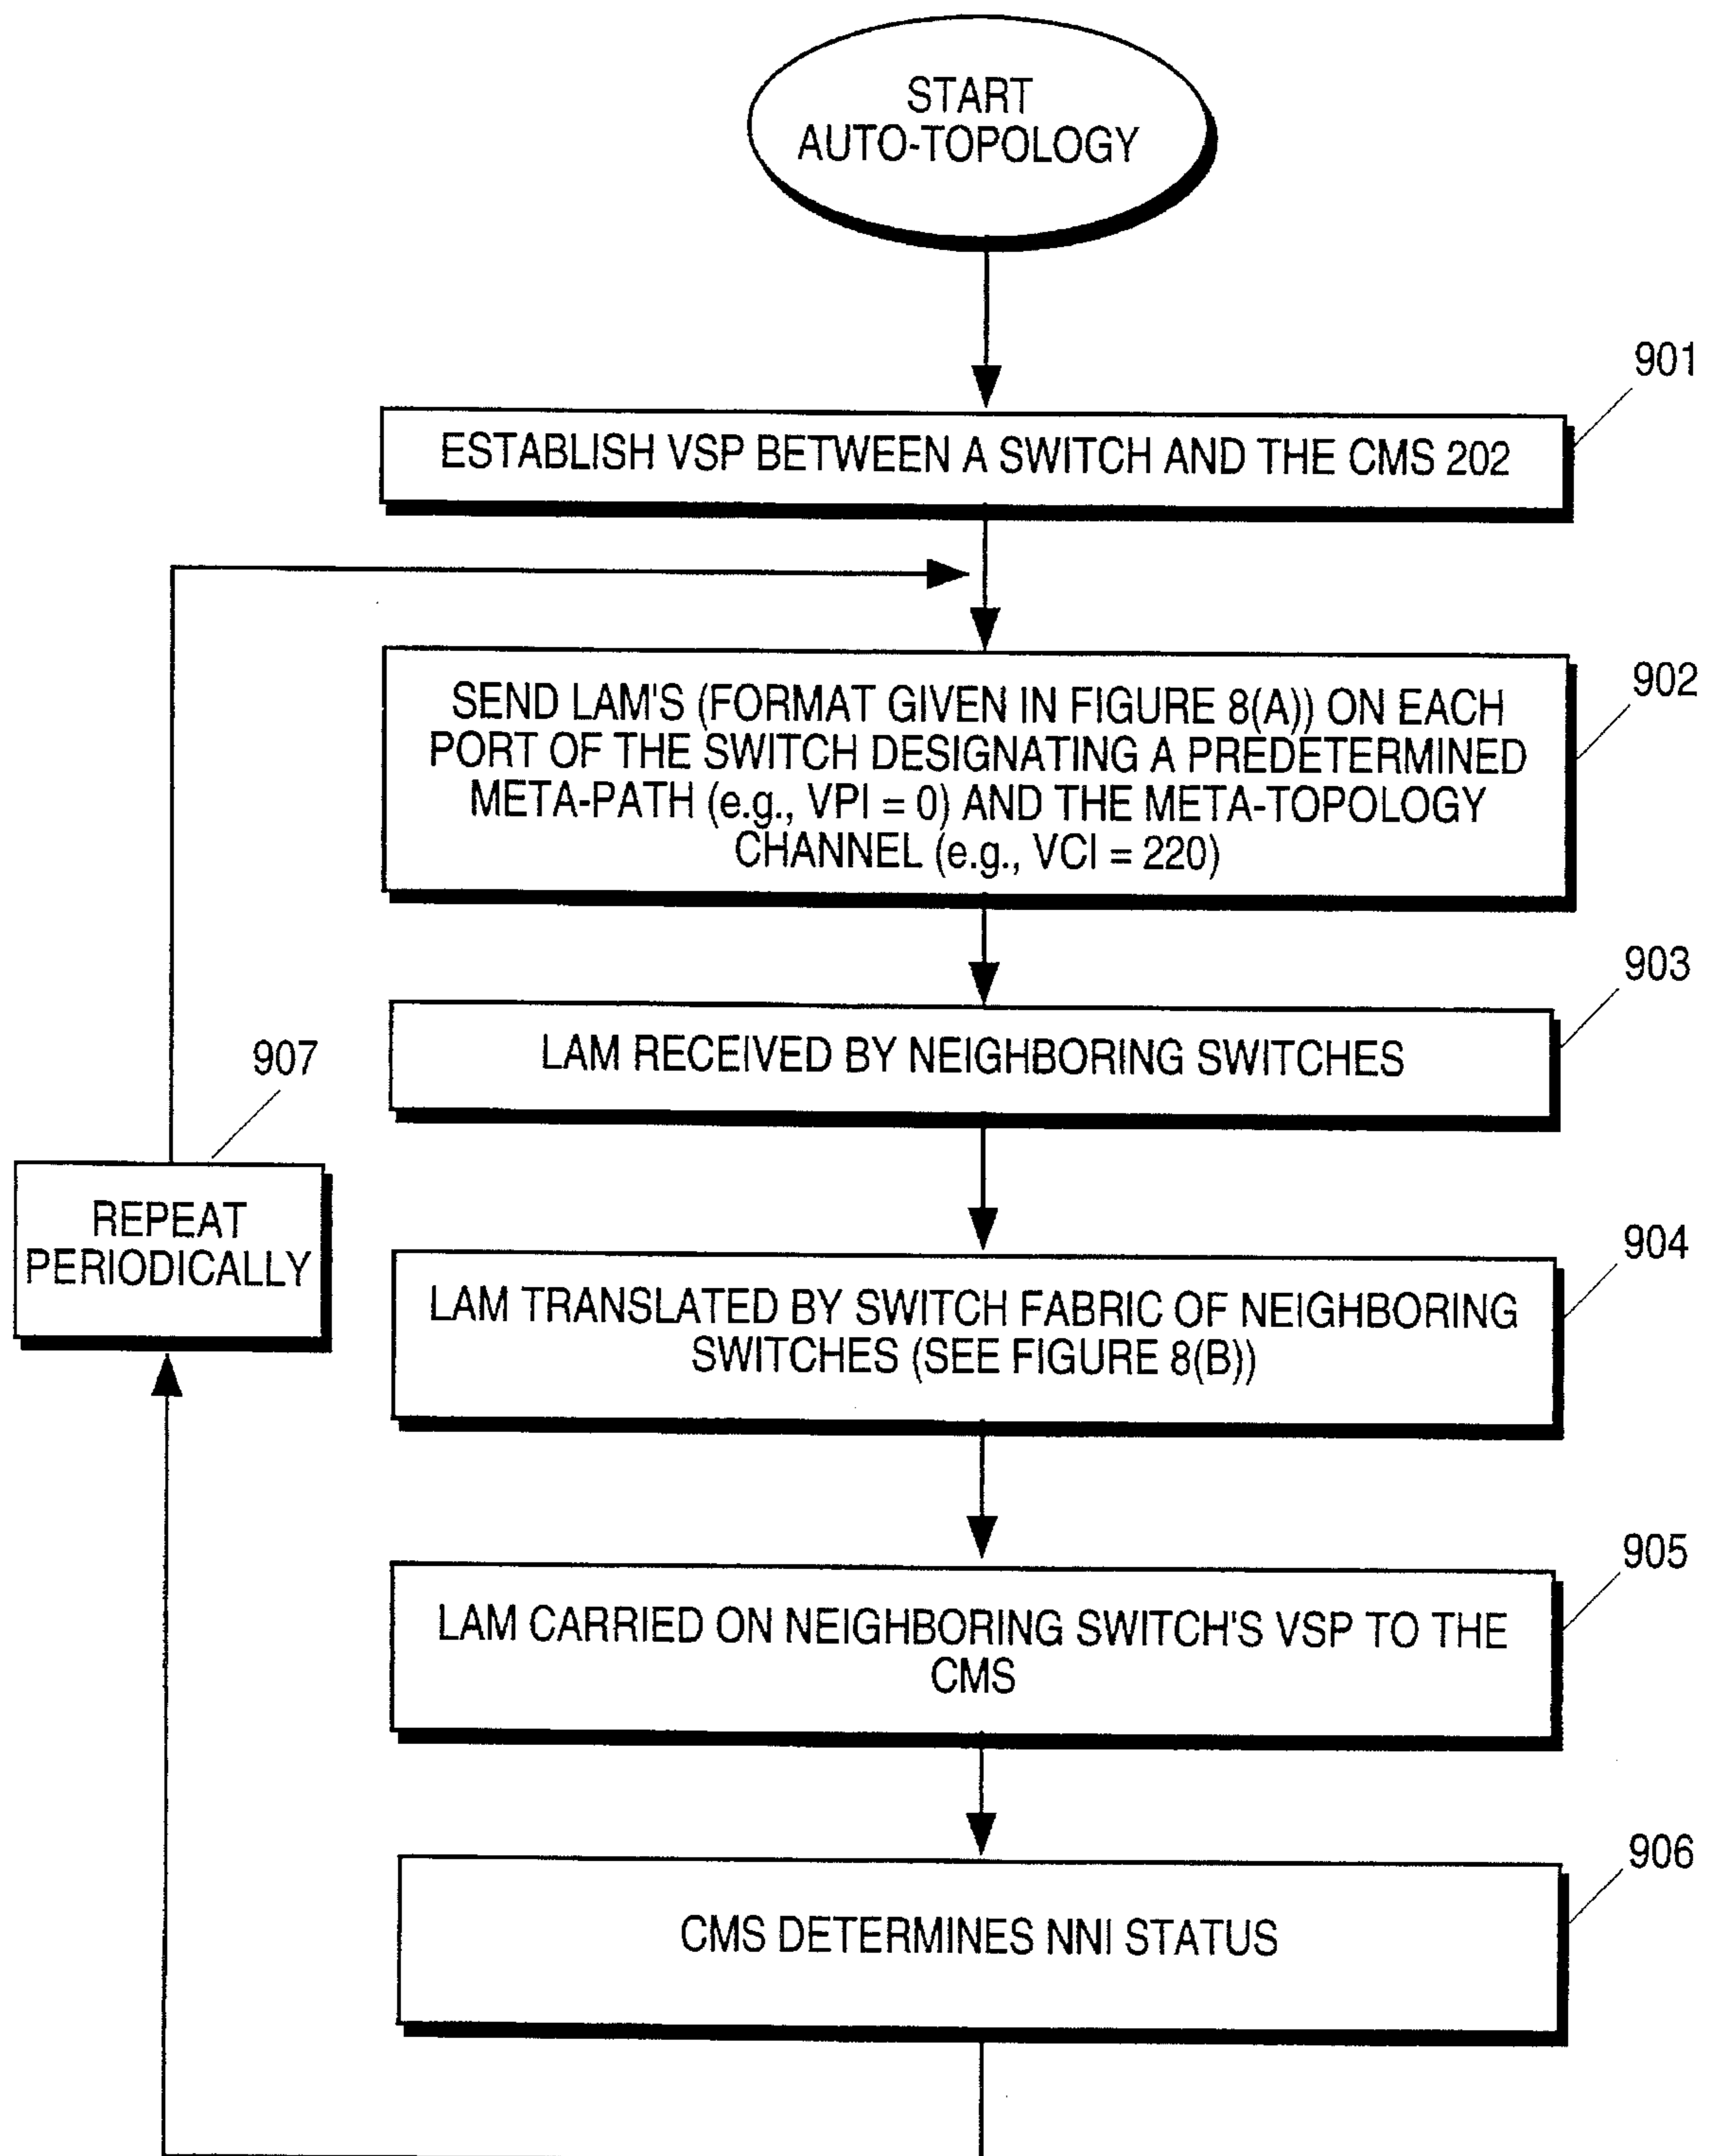 START
AUTO-TOPOLOGY
901
ESTABLISH VSP BETWEEN A SWITCH AND THE CMS 202
902
SEND LAM'S (FORMAT GIVEN IN FIGURE 8(A)) ON EACH
PORT OF THE SWITCH DESIGNATING A PREDETERMINED
META-PATH (e.g., VPI = 0) AND THE META-TOPOLOGY
CHANNEL (e.g., VCI = 220)
903
LAM RECEIVED BY NEIGHBORING SWITCHES
907
REPEAT
PERIODICALLY
904
LAM TRANSLATED BY SWITCH FABRIC OF NEIGHBORING
SWITCHES (SEE FIGURE 8(B))
905
LAM CARRIED ON NEIGHBORING SWITCH'S VSP TO THE
CMS
906
CMS DETERMINES NNI STATUS